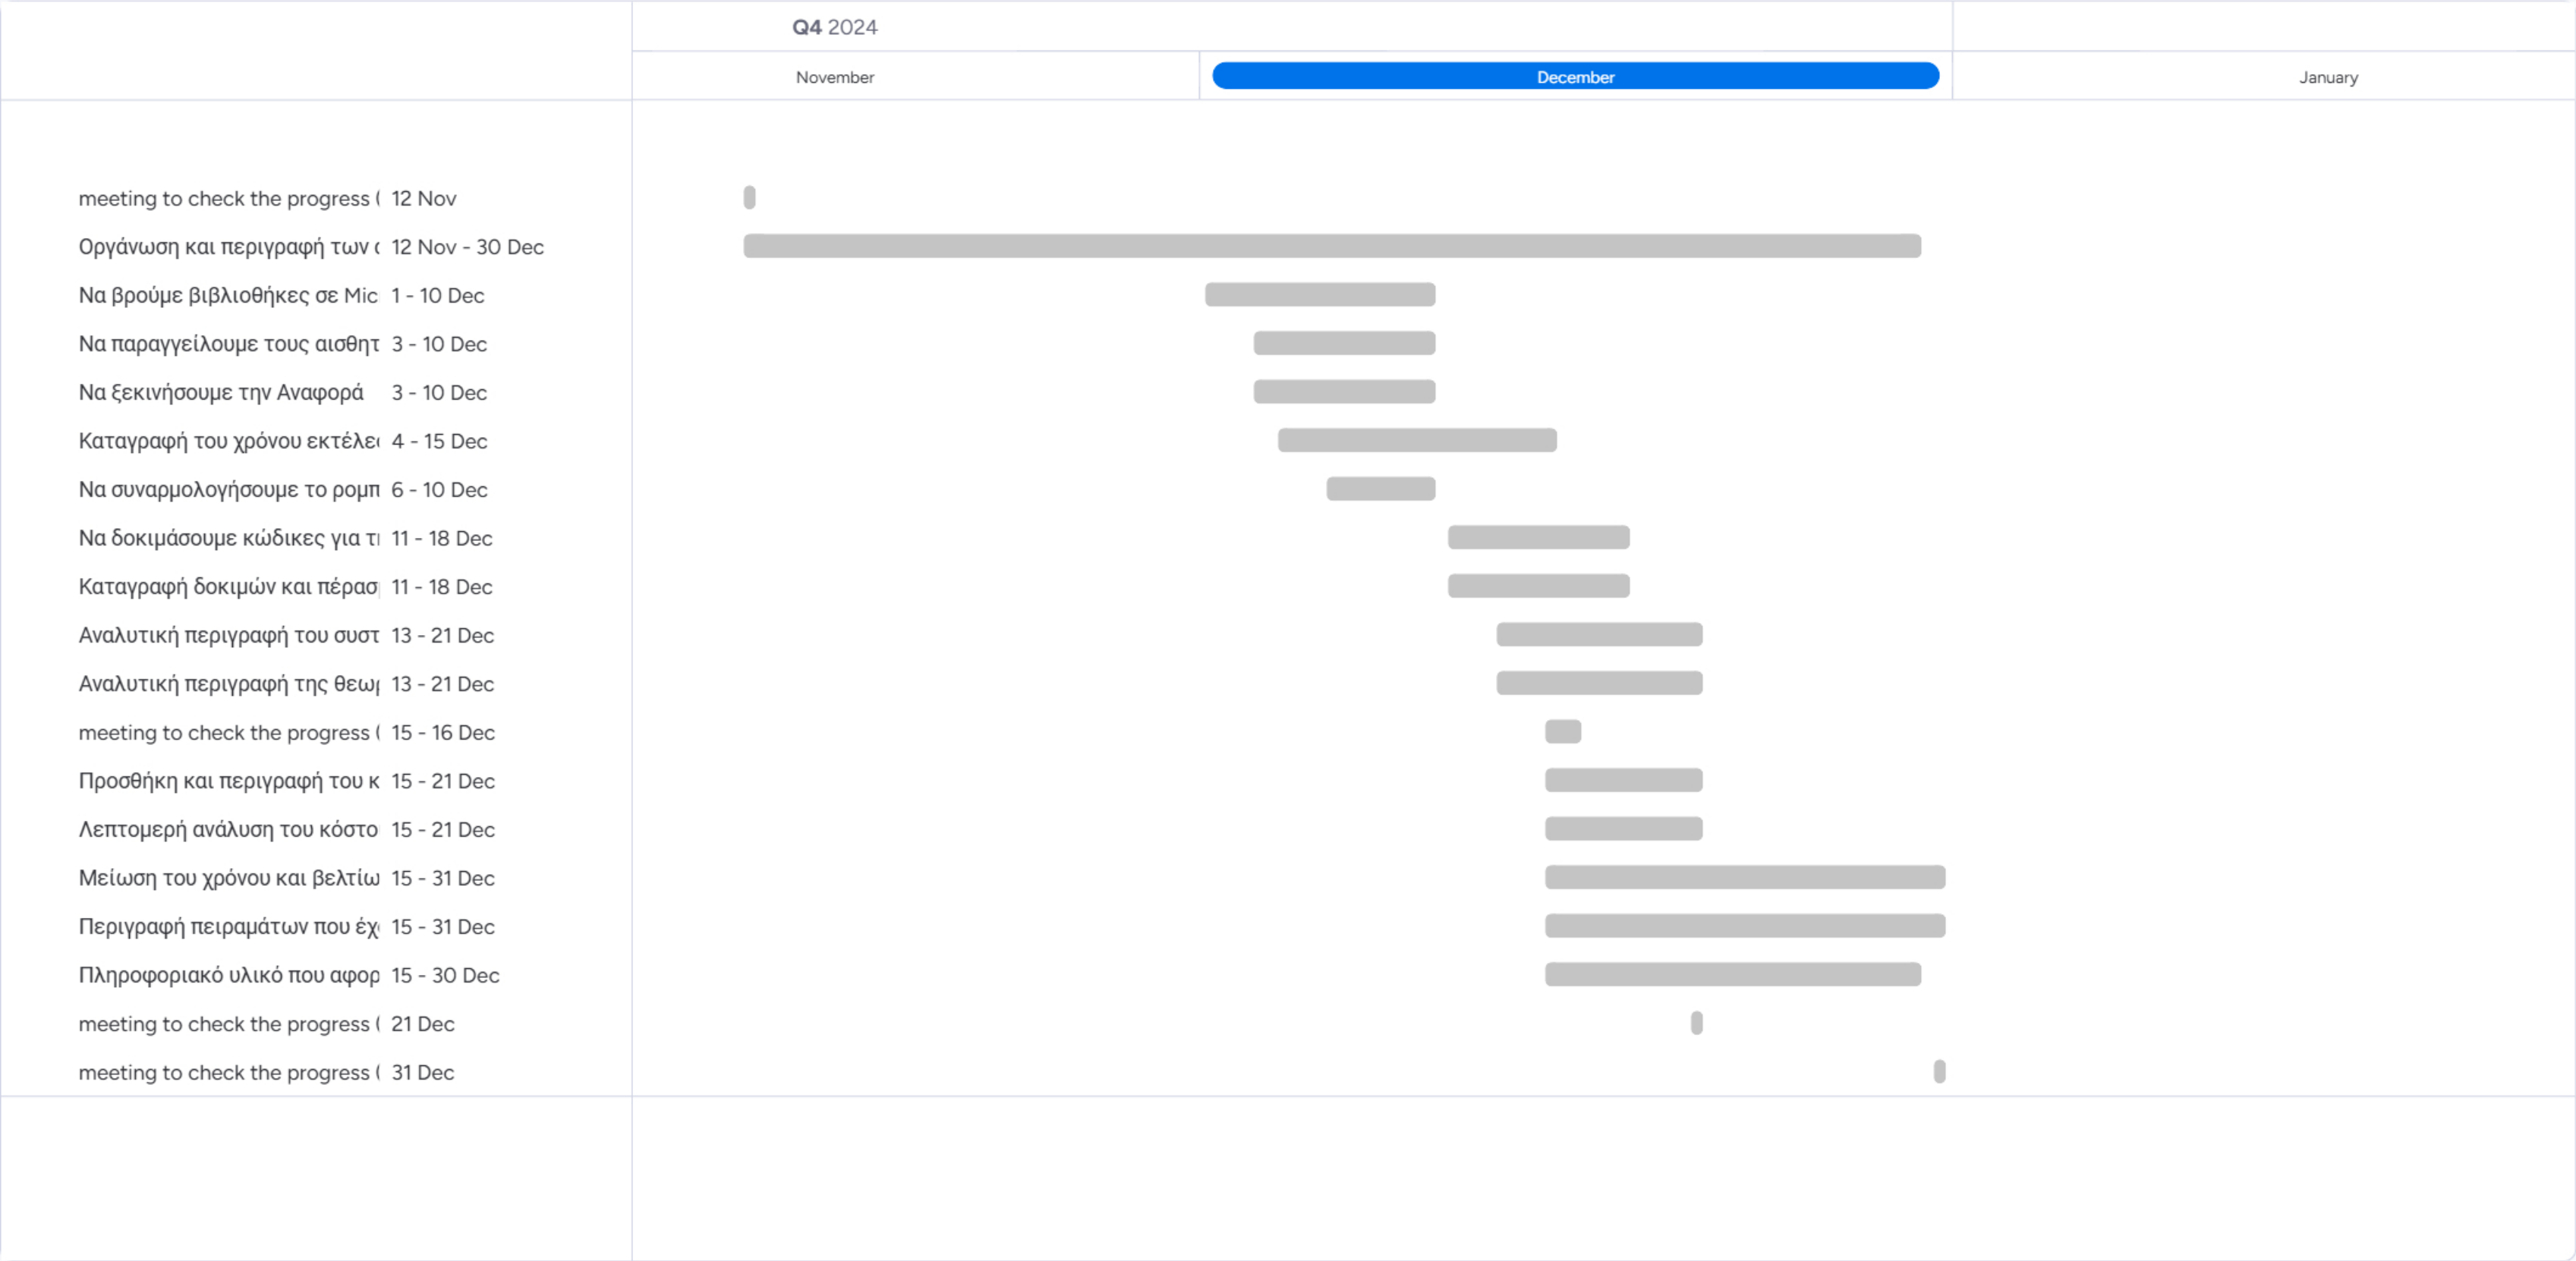 Q4 2024
November December January
meeting to check the progress ( 12 Nov
Οργάνωση και περιγραφή των 12 Nov - 30 Dec
Να βρούμε βιβλιοθήκες σε Mic 1 - 10 Dec
Να παραγγείλουμε τους αισθητ 3 - 10 Dec
Να ξεκινήσουμε την Αναφορά 3 - 10 Dec
Καταγραφή του χρόνου 4 - 15 Dec
Να συναρμολογήσουμε το ρομπ 6 - 10 Dec
Να δοκιμάσουμε κώδικες για 11 - 18 Dec
Καταγραφή δοκιμών και 11 - 18 Dec
Αναλυτική περιγραφή του συστ 13 - 21 Dec
Αναλυτική περιγραφή της 13 - 21 Dec
meeting to check the progress ( 15 - 16 Dec
Προσθήκη και περιγραφή του κ 15 - 21 Dec
Λεπτομερή ανάλυση του κόστο 15 - 21 Dec
Μείωση του χρόνου και βελτίω 15 - 31 Dec
Περιγραφή πειραμάτων που 15 - 31 Dec
Πληροφοριακό υλικό που αφορ 15 - 30 Dec
meeting to check the progress ( 21 Dec
meeting to check the progress ( 31 Dec